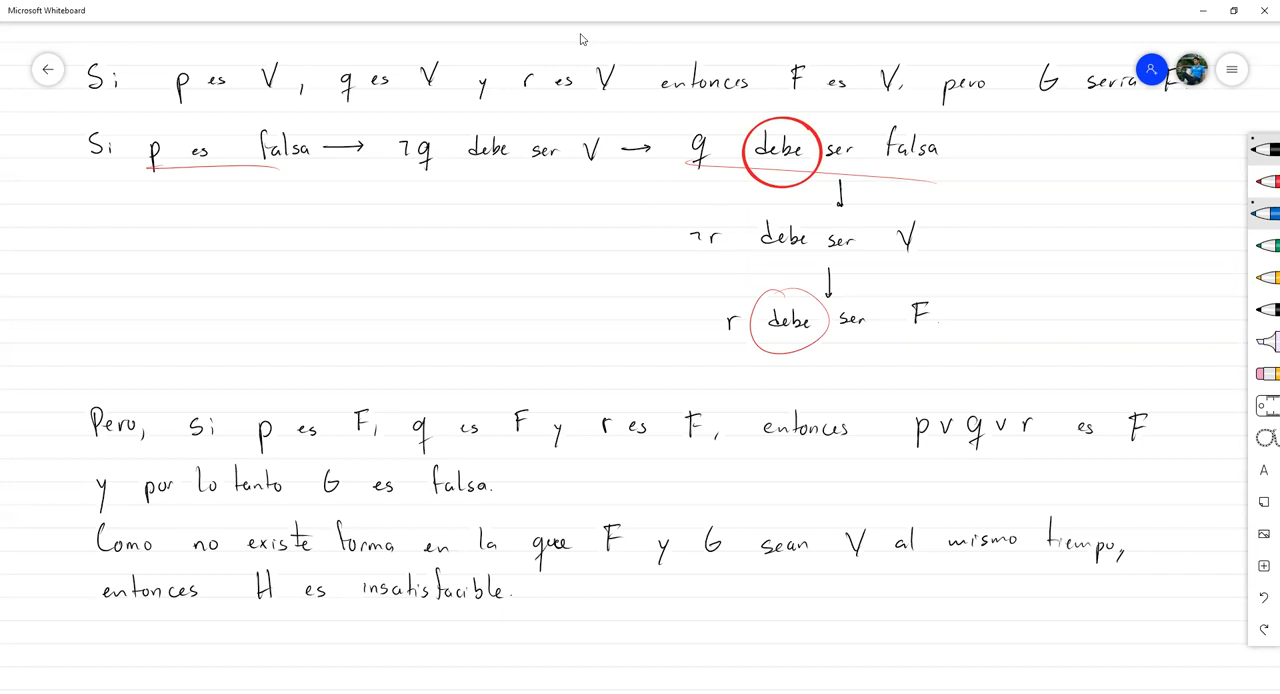 Microsoft Whiteboard
Si p es V, q es V y r es V entonces F es V, pero G sería F
Si p es falsa → ¬q debe ser V → q debe ser falsa
↓
¬r debe ser V
↓
r debe ser F.
Pero, si p es F, q es F y r es F, entonces p v q v r es F
y por lo tanto G es falsa.
Como no existe forma en la que F y G sean V al mismo tiempo,
entonces H es insatisfacible.
A